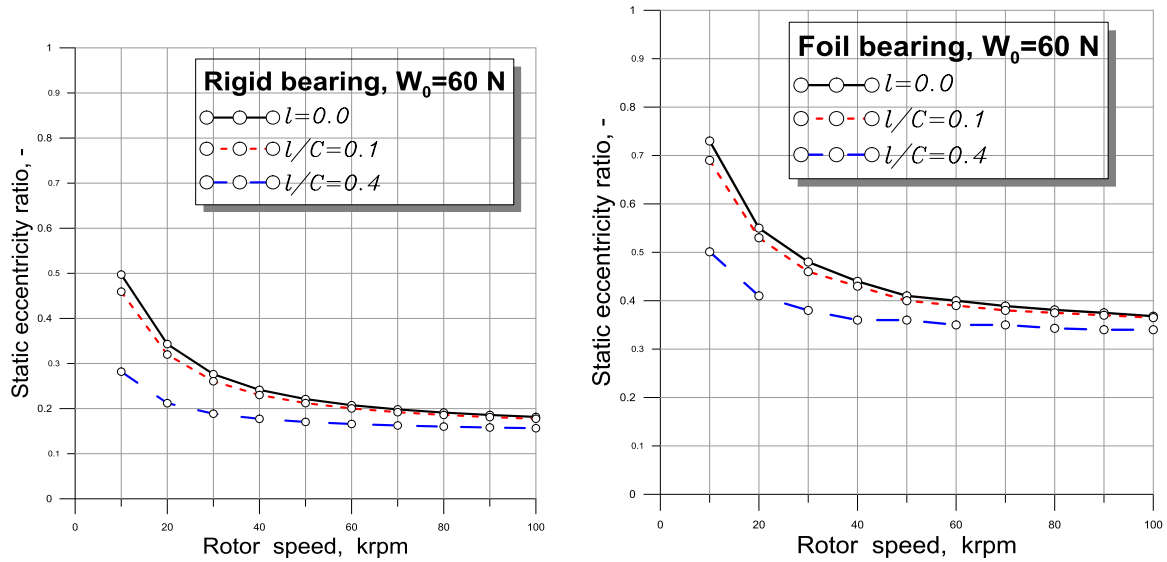 Rigid bearing, W0=60 N
l=0.0
l/C=0.1
l/C=0.4
Static eccentricity ratio, -
1
0.9
0.8
0.7
0.6
0.5
0.4
0.3
0.2
0.1
0
0 20 40 60 80 100
Rotor speed, krpm
Foil bearing, W0=60 N
l=0.0
l/C=0.1
l/C=0.4
Static eccentricity ratio, -
1
0.9
0.8
0.7
0.6
0.5
0.4
0.3
0.2
0.1
0
0 20 40 60 80 100
Rotor speed, krpm